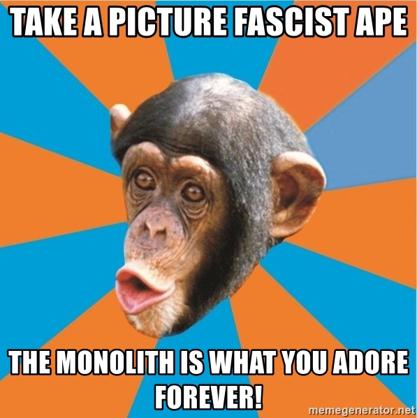 TAKE A PICTURE FASCIST APE
THE MONOLITH IS WHAT YOU ADORE
FOREVER!
memegenerator.net